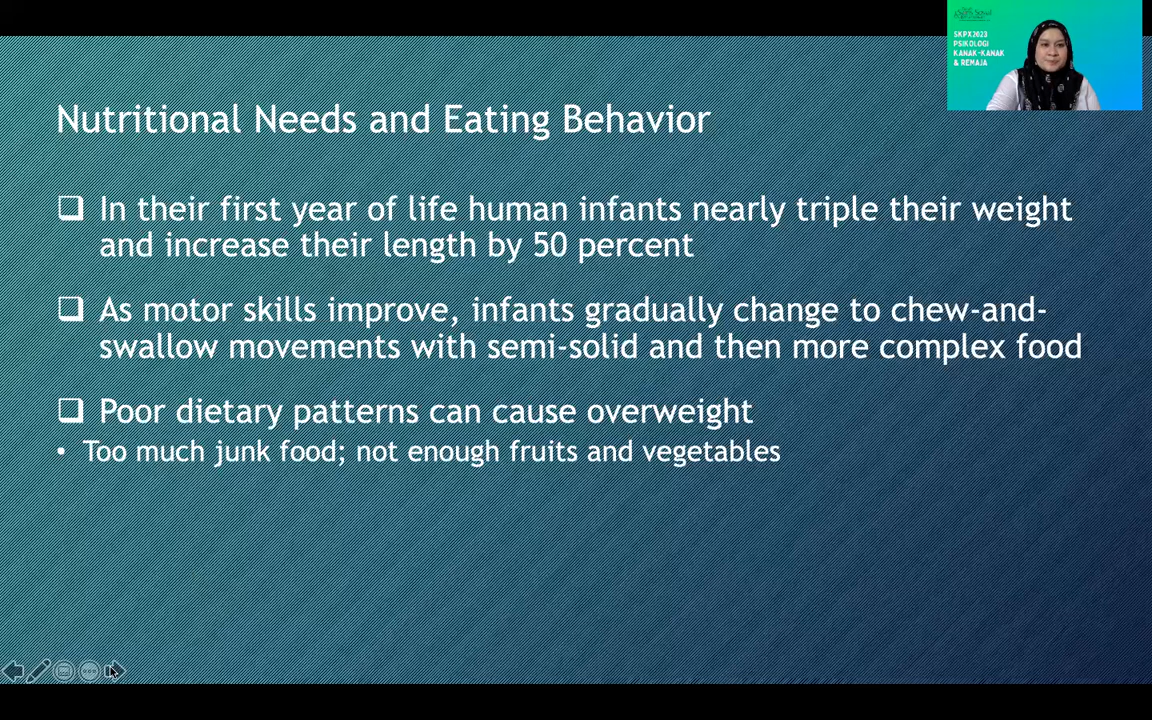 SKPX2023
PSIKOLOGI
KANAK-KANAK
& REMAJA
Nutritional Needs and Eating Behavior
In their first year of life human infants nearly triple their weight
and increase their length by 50 percent
As motor skills improve, infants gradually change to chew-and-
swallow movements with semi-solid and then more complex food
Poor dietary patterns can cause overweight
• Too much junk food; not enough fruits and vegetables